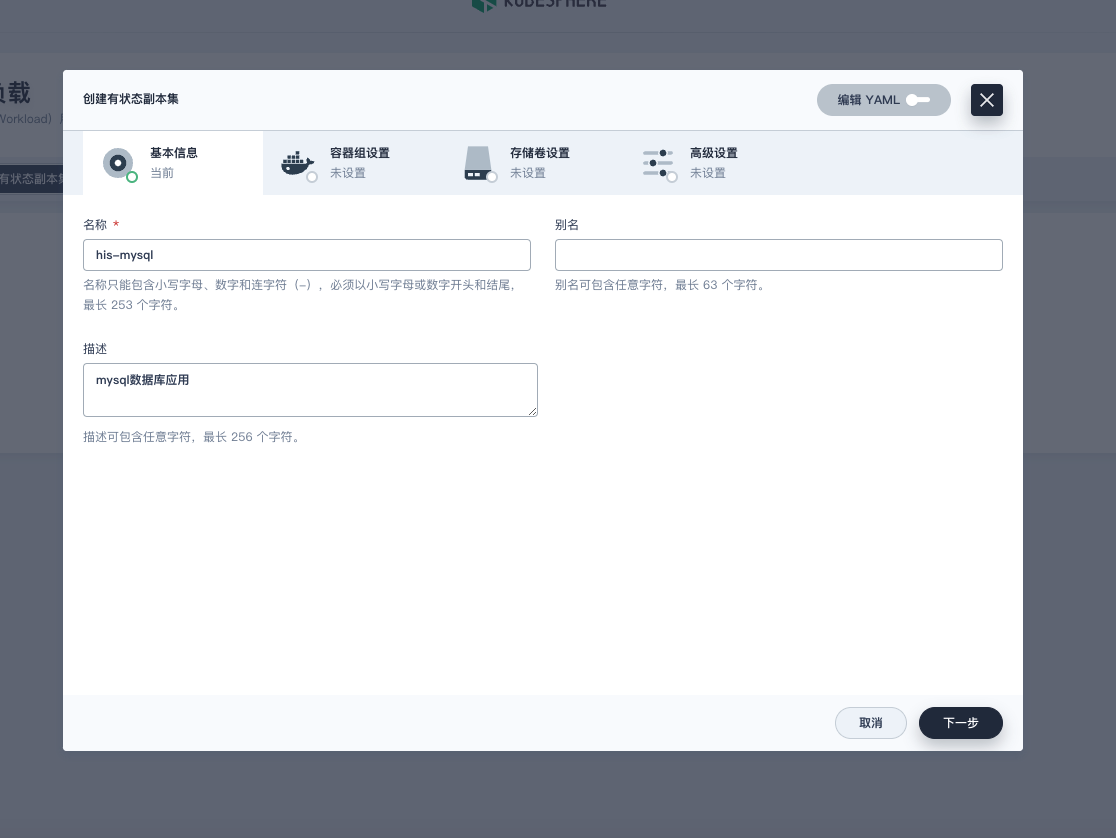 KUBESPHERE
负载
Workload）
创建有状态副本集
编辑 YAML
有状态副本集
基本信息
当前
容器组设置
未设置
存储卷设置
未设置
高级设置
未设置
名称 *
别名
his-mysql
名称只能包含小写字母、数字和连字符（-），必须以小写字母或数字开头和结尾，
最长 253 个字符。
别名可包含任意字符，最长 63 个字符。
描述
mysql数据库应用
描述可包含任意字符，最长 256 个字符。
取消
下一步